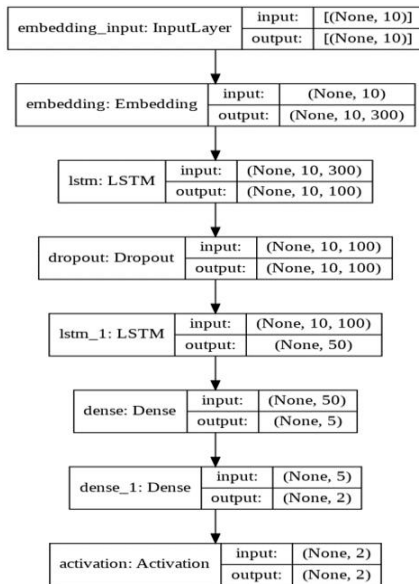 embedding_input: InputLayer input: [(None, 10)]
output: [(None, 10)]
embedding: Embedding input: (None, 10)
output: (None, 10, 300)
lstm: LSTM input: (None, 10, 300)
output: (None, 10, 100)
dropout: Dropout input: (None, 10, 100)
output: (None, 10, 100)
lstm_1: LSTM input: (None, 10, 100)
output: (None, 50)
dense: Dense input: (None, 50)
output: (None, 5)
dense_1: Dense input: (None, 5)
output: (None, 2)
activation: Activation input: (None, 2)
output: (None, 2)